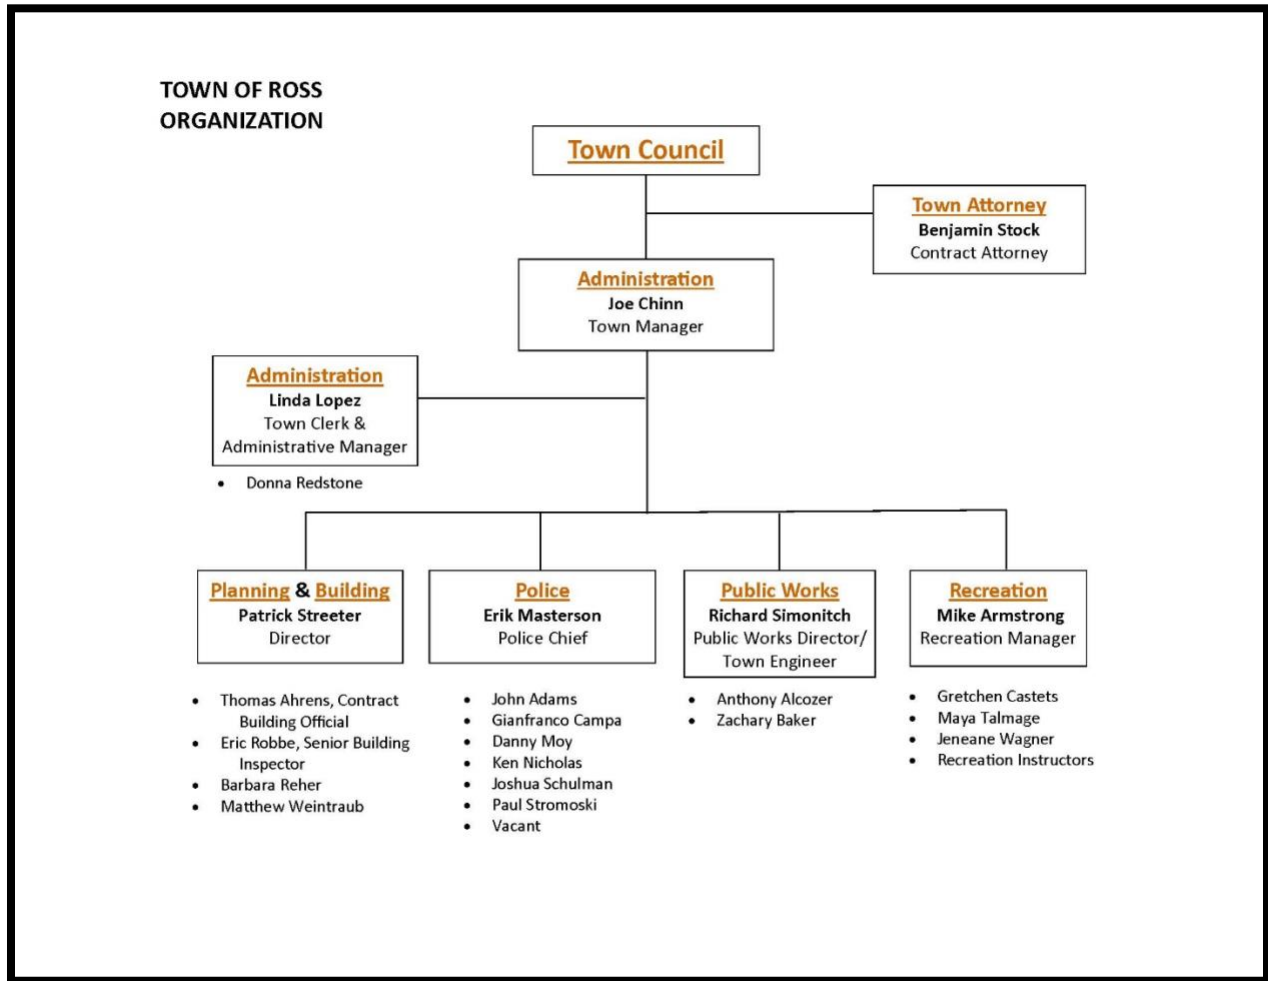 TOWN OF ROSS
ORGANIZATION
Town Council
Town Attorney
Benjamin Stock
Contract Attorney
Administration
Joe Chinn
Town Manager
Administration
Linda Lopez
Town Clerk &
Administrative Manager
• Donna Redstone
Planning & Building
Patrick Streeter
Director
• Thomas Ahrens, Contract
Building Official
• Eric Robbe, Senior Building
Inspector
• Barbara Reher
• Matthew Weintraub
Police
Erik Masterson
Police Chief
• John Adams
• Gianfranco Campa
• Danny Moy
• Ken Nicholas
• Joshua Schulman
• Paul Stromoski
• Vacant
Public Works
Richard Simonitch
Public Works Director/
Town Engineer
• Anthony Alcozer
• Zachary Baker
Recreation
Mike Armstrong
Recreation Manager
• Gretchen Castets
• Maya Talmage
• Jeneane Wagner
• Recreation Instructors